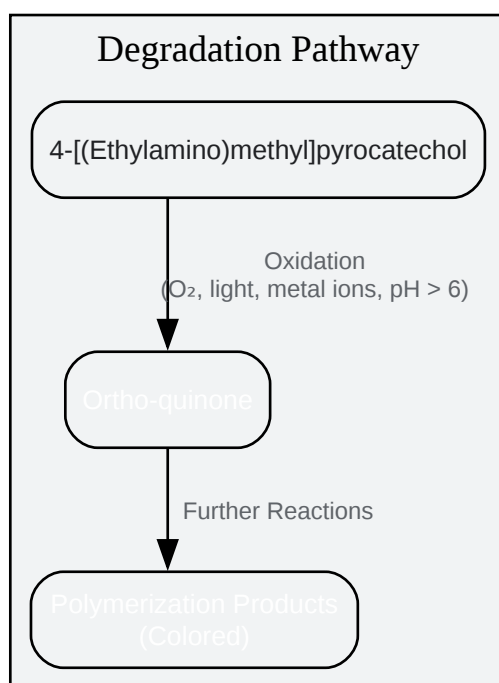 Degradation Pathway
4-[(Ethylamino)methyl]pyrocatechol
Oxidation
(O₂, light, metal ions, pH > 6)
Ortho-quinone
Further Reactions
Polymerization Products
(Colored)